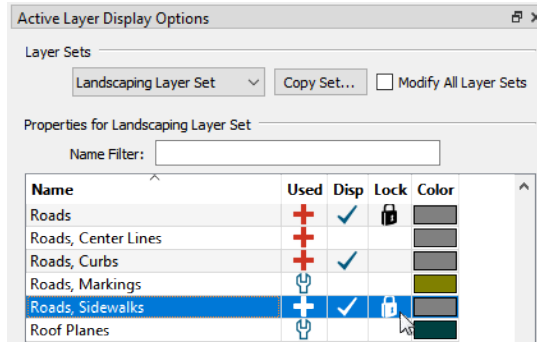 Active Layer Display Options
Layer Sets
Landscaping Layer Set Copy Set... Modify All Layer Sets
Properties for Landscaping Layer Set
Name Filter:
Name Used Disp Lock Color
Roads
Roads, Center Lines
Roads, Curbs
Roads, Markings
Roads, Sidewalks
Roof Planes